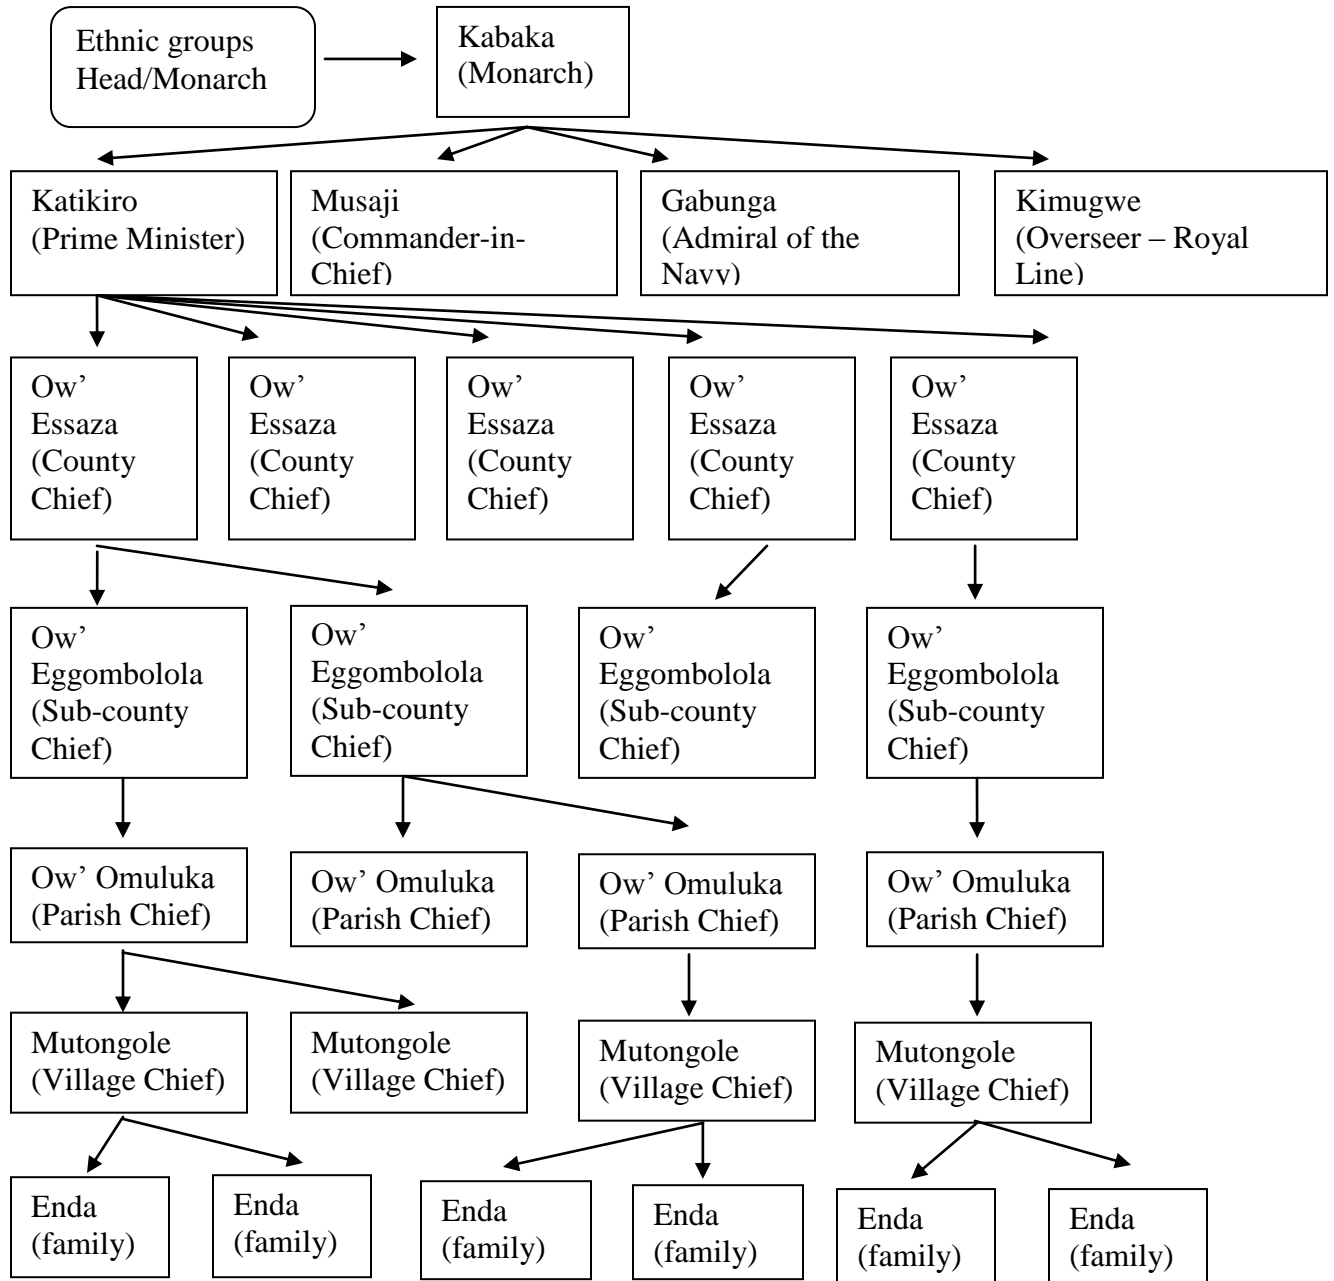 Ethnic groups
Head/Monarch
Kabaka
(Monarch)
Katikiro
(Prime Minister)
Musaji
(Commander-in-
Chief)
Gabunga
(Admiral of the
Navy)
Kimugwe
(Overseer – Royal
Line)
Ow’
Essaza
(County
Chief)
Ow’
Essaza
(County
Chief)
Ow’
Essaza
(County
Chief)
Ow’
Essaza
(County
Chief)
Ow’
Essaza
(County
Chief)
Ow’
Eggombolola
(Sub-county
Chief)
Ow’
Eggombolola
(Sub-county
Chief)
Ow’
Eggombolola
(Sub-county
Chief)
Ow’
Eggombolola
(Sub-county
Chief)
Ow’ Omuluka
(Parish Chief)
Ow’ Omuluka
(Parish Chief)
Ow’ Omuluka
(Parish Chief)
Ow’ Omuluka
(Parish Chief)
Mutongole
(Village Chief)
Mutongole
(Village Chief)
Mutongole
(Village Chief)
Mutongole
(Village Chief)
Enda
(family)
Enda
(family)
Enda
(family)
Enda
(family)
Enda
(family)
Enda
(family)